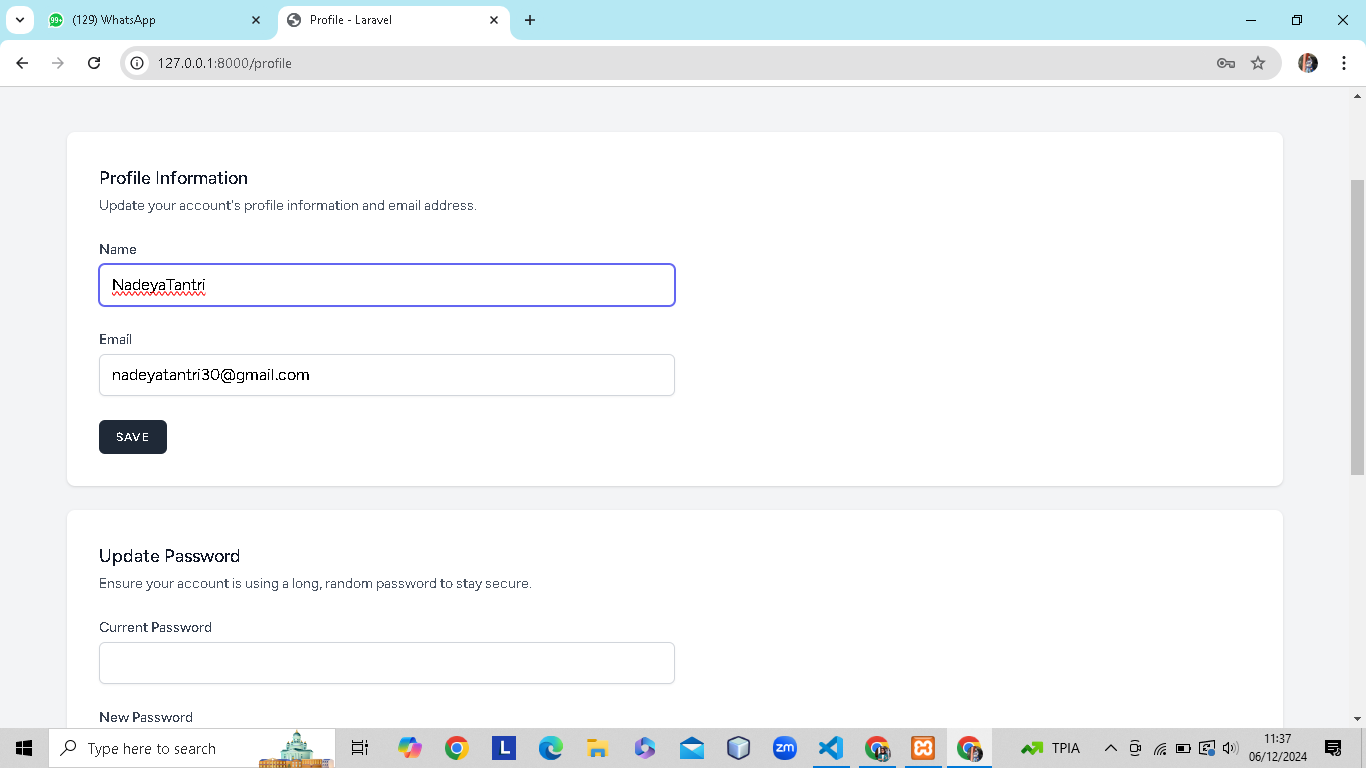 99+ (129) WhatsApp
Profile - Laravel
127.0.0.1:8000/profile
Profile Information
Update your account's profile information and email address.
Name
NadeyaTantri
Email
nadeyatantri30@gmail.com
SAVE
Update Password
Ensure your account is using a long, random password to stay secure.
Current Password
New Password
Type here to search
L
zm
TPIA
11:37
06/12/2024